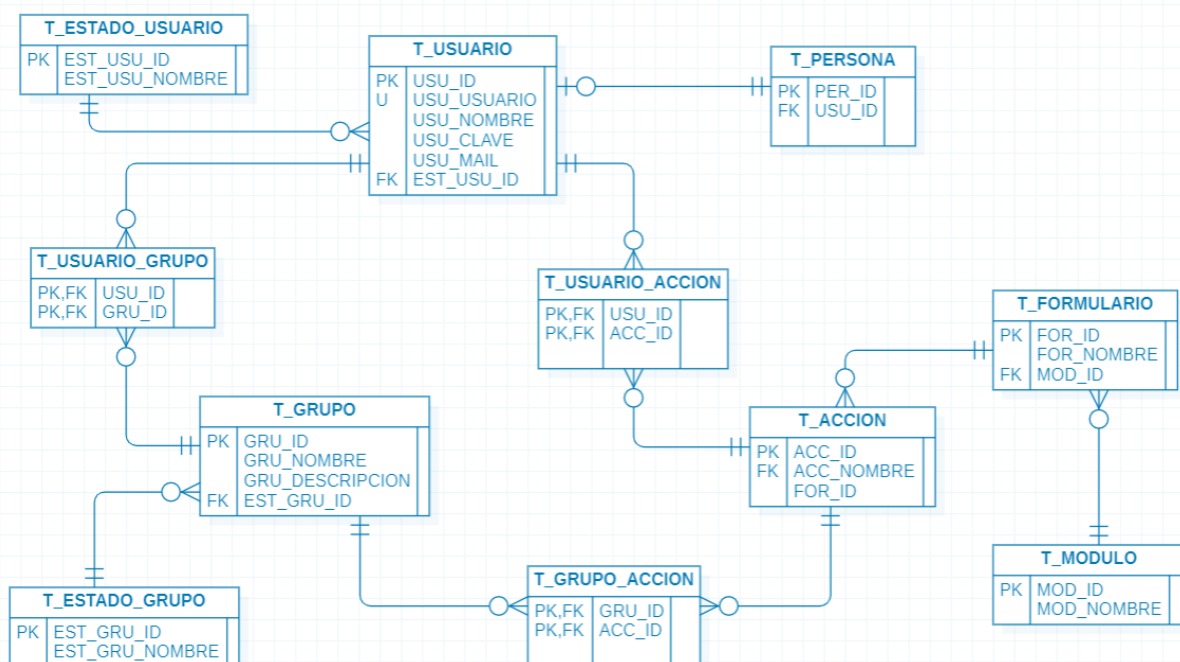 T_ESTADO_USUARIO
PK EST_USU_ID
EST_USU_NOMBRE
T_USUARIO
PK USU_ID
U USU_USUARIO
USU_NOMBRE
USU_CLAVE
USU_MAIL
FK EST_USU_ID
T_PERSONA
PK PER_ID
FK USU_ID
T_USUARIO_GRUPO
PK,FK USU_ID
PK,FK GRU_ID
T_USUARIO_ACCION
PK,FK USU_ID
PK,FK ACC_ID
T_FORMULARIO
PK FOR_ID
FOR_NOMBRE
FK MOD_ID
T_GRUPO
PK GRU_ID
GRU_NOMBRE
GRU_DESCRIPCION
FK EST_GRU_ID
T_ACCION
PK ACC_ID
FK ACC_NOMBRE
FOR_ID
T_MODULO
PK MOD_ID
MOD_NOMBRE
T_GRUPO_ACCION
PK,FK GRU_ID
PK,FK ACC_ID
T_ESTADO_GRUPO
PK EST_GRU_ID
EST_GRU_NOMBRE